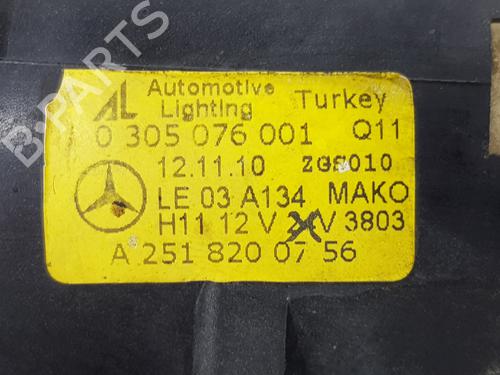 AL Automotive Lighting Turkey
0 305 076 001 Q11
12.11.10 ZGS010
LE 03 A134 MAKO
H11 12 V V 3803
A 251 820 07 56
B-PARTS